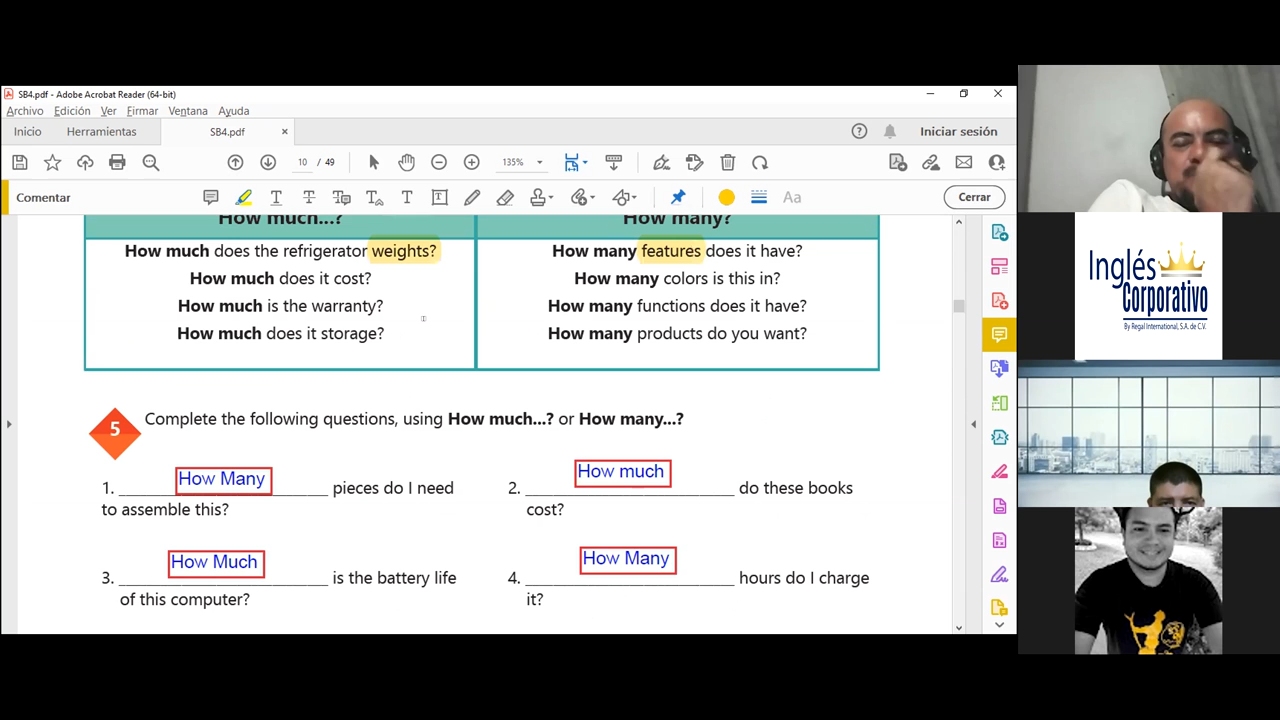 SB4.pdf - Adobe Acrobat Reader (64-bit)
Archivo Edición Ver Firmar Ventana Ayuda
Inicio Herramientas SB4.pdf Iniciar sesión
10 / 49 135%
Comentar Aa Cerrar
How much...? How many?
How much does the refrigerator weights? How many features does it have?
How much does it cost? How many colors is this in?
How much is the warranty? How many functions does it have?
How much does it storage? How many products do you want?
5 Complete the following questions, using How much...? or How many...?
1. How Many pieces do I need
to assemble this?
2. How much do these books
cost?
3. How Much is the battery life
of this computer?
4. How Many hours do I charge
it?
Inglés
Corporativo
By Regal International, S.A. de C.V.